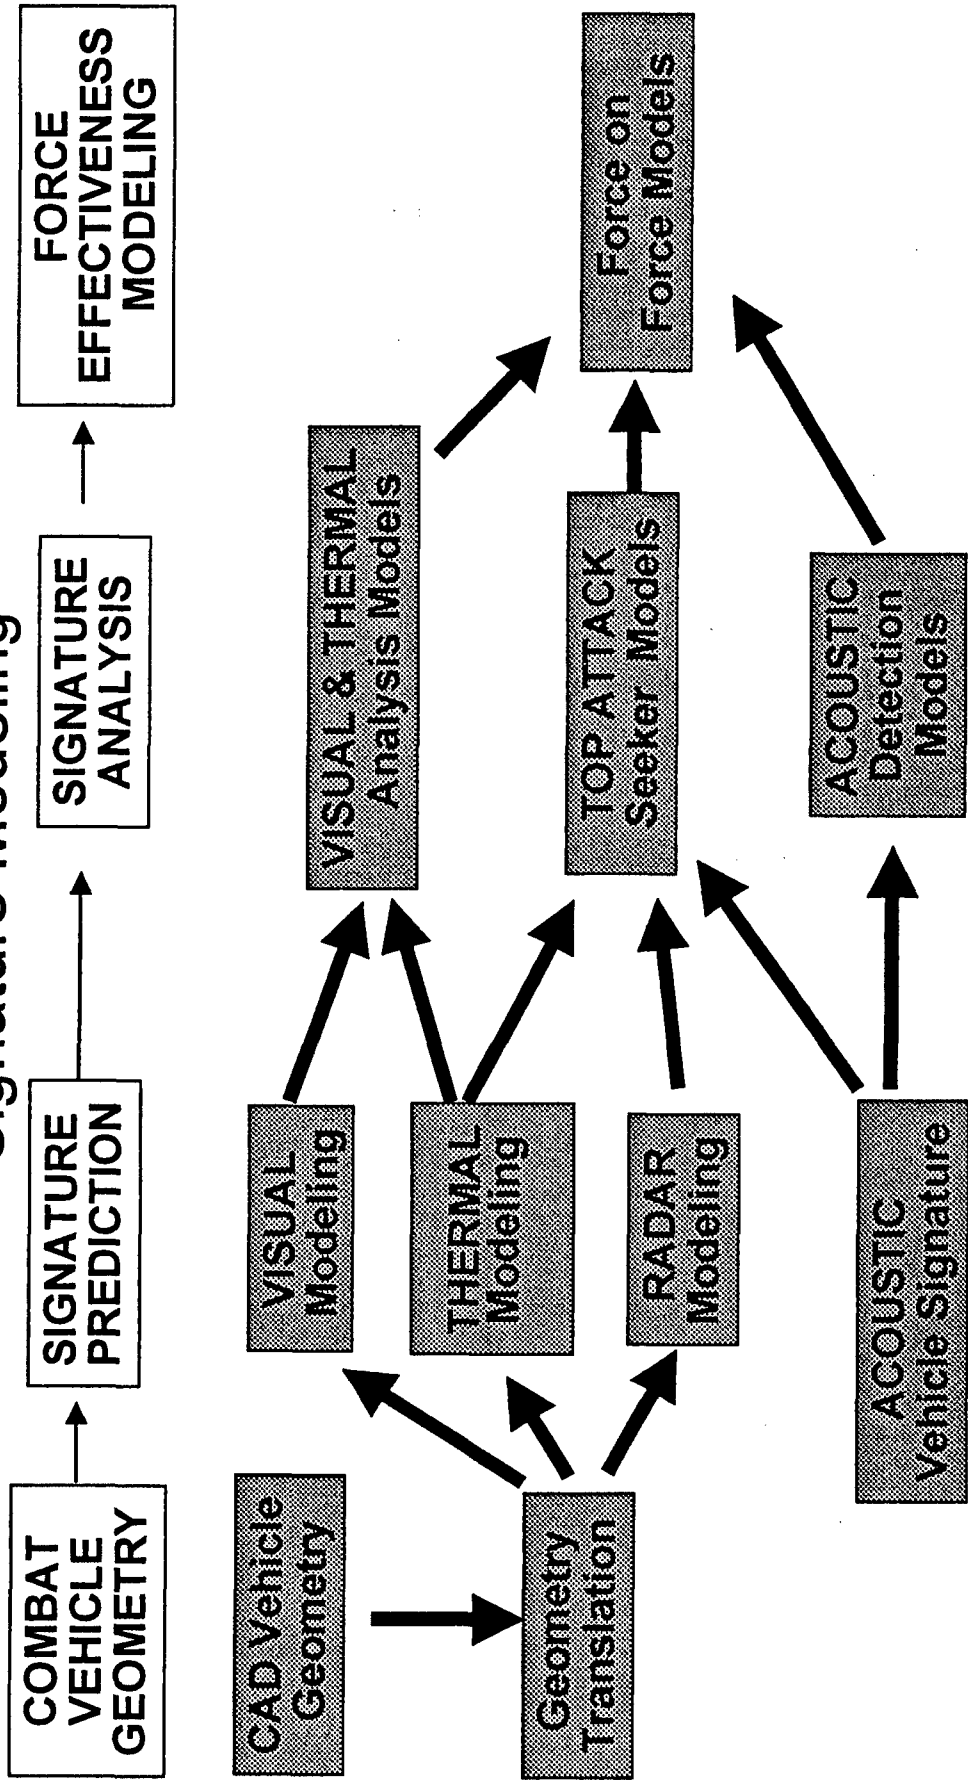 Signature Modeling
COMBAT
VEHICLE
GEOMETRY
SIGNATURE
PREDICTION
SIGNATURE
ANALYSIS
FORCE
EFFECTIVENESS
MODELING
CAD Vehicle
Geometry
Geometry
Translation
VISUAL
Modeling
THERMAL
Modeling
RADAR
Modeling
ACOUSTIC
Vehicle Signature
VISUAL & THERMAL
Analysis Models
TOP ATTACK
Seeker Models
ACOUSTIC
Detection
Models
Force on
Force Models